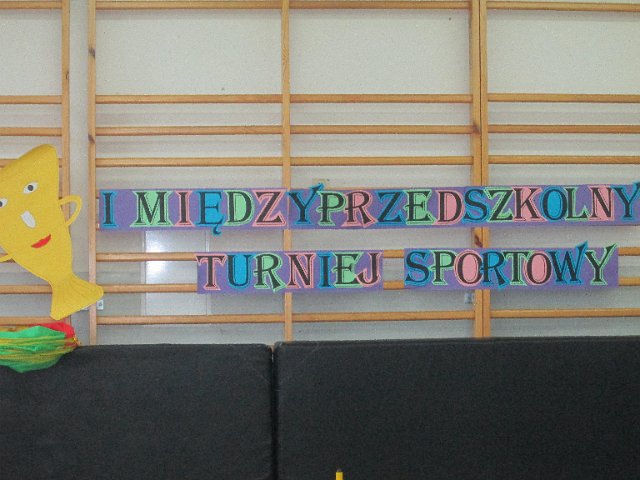 I MIĘDZYPRZEDSZKOLNY
TURNIEJ SPORTOWY